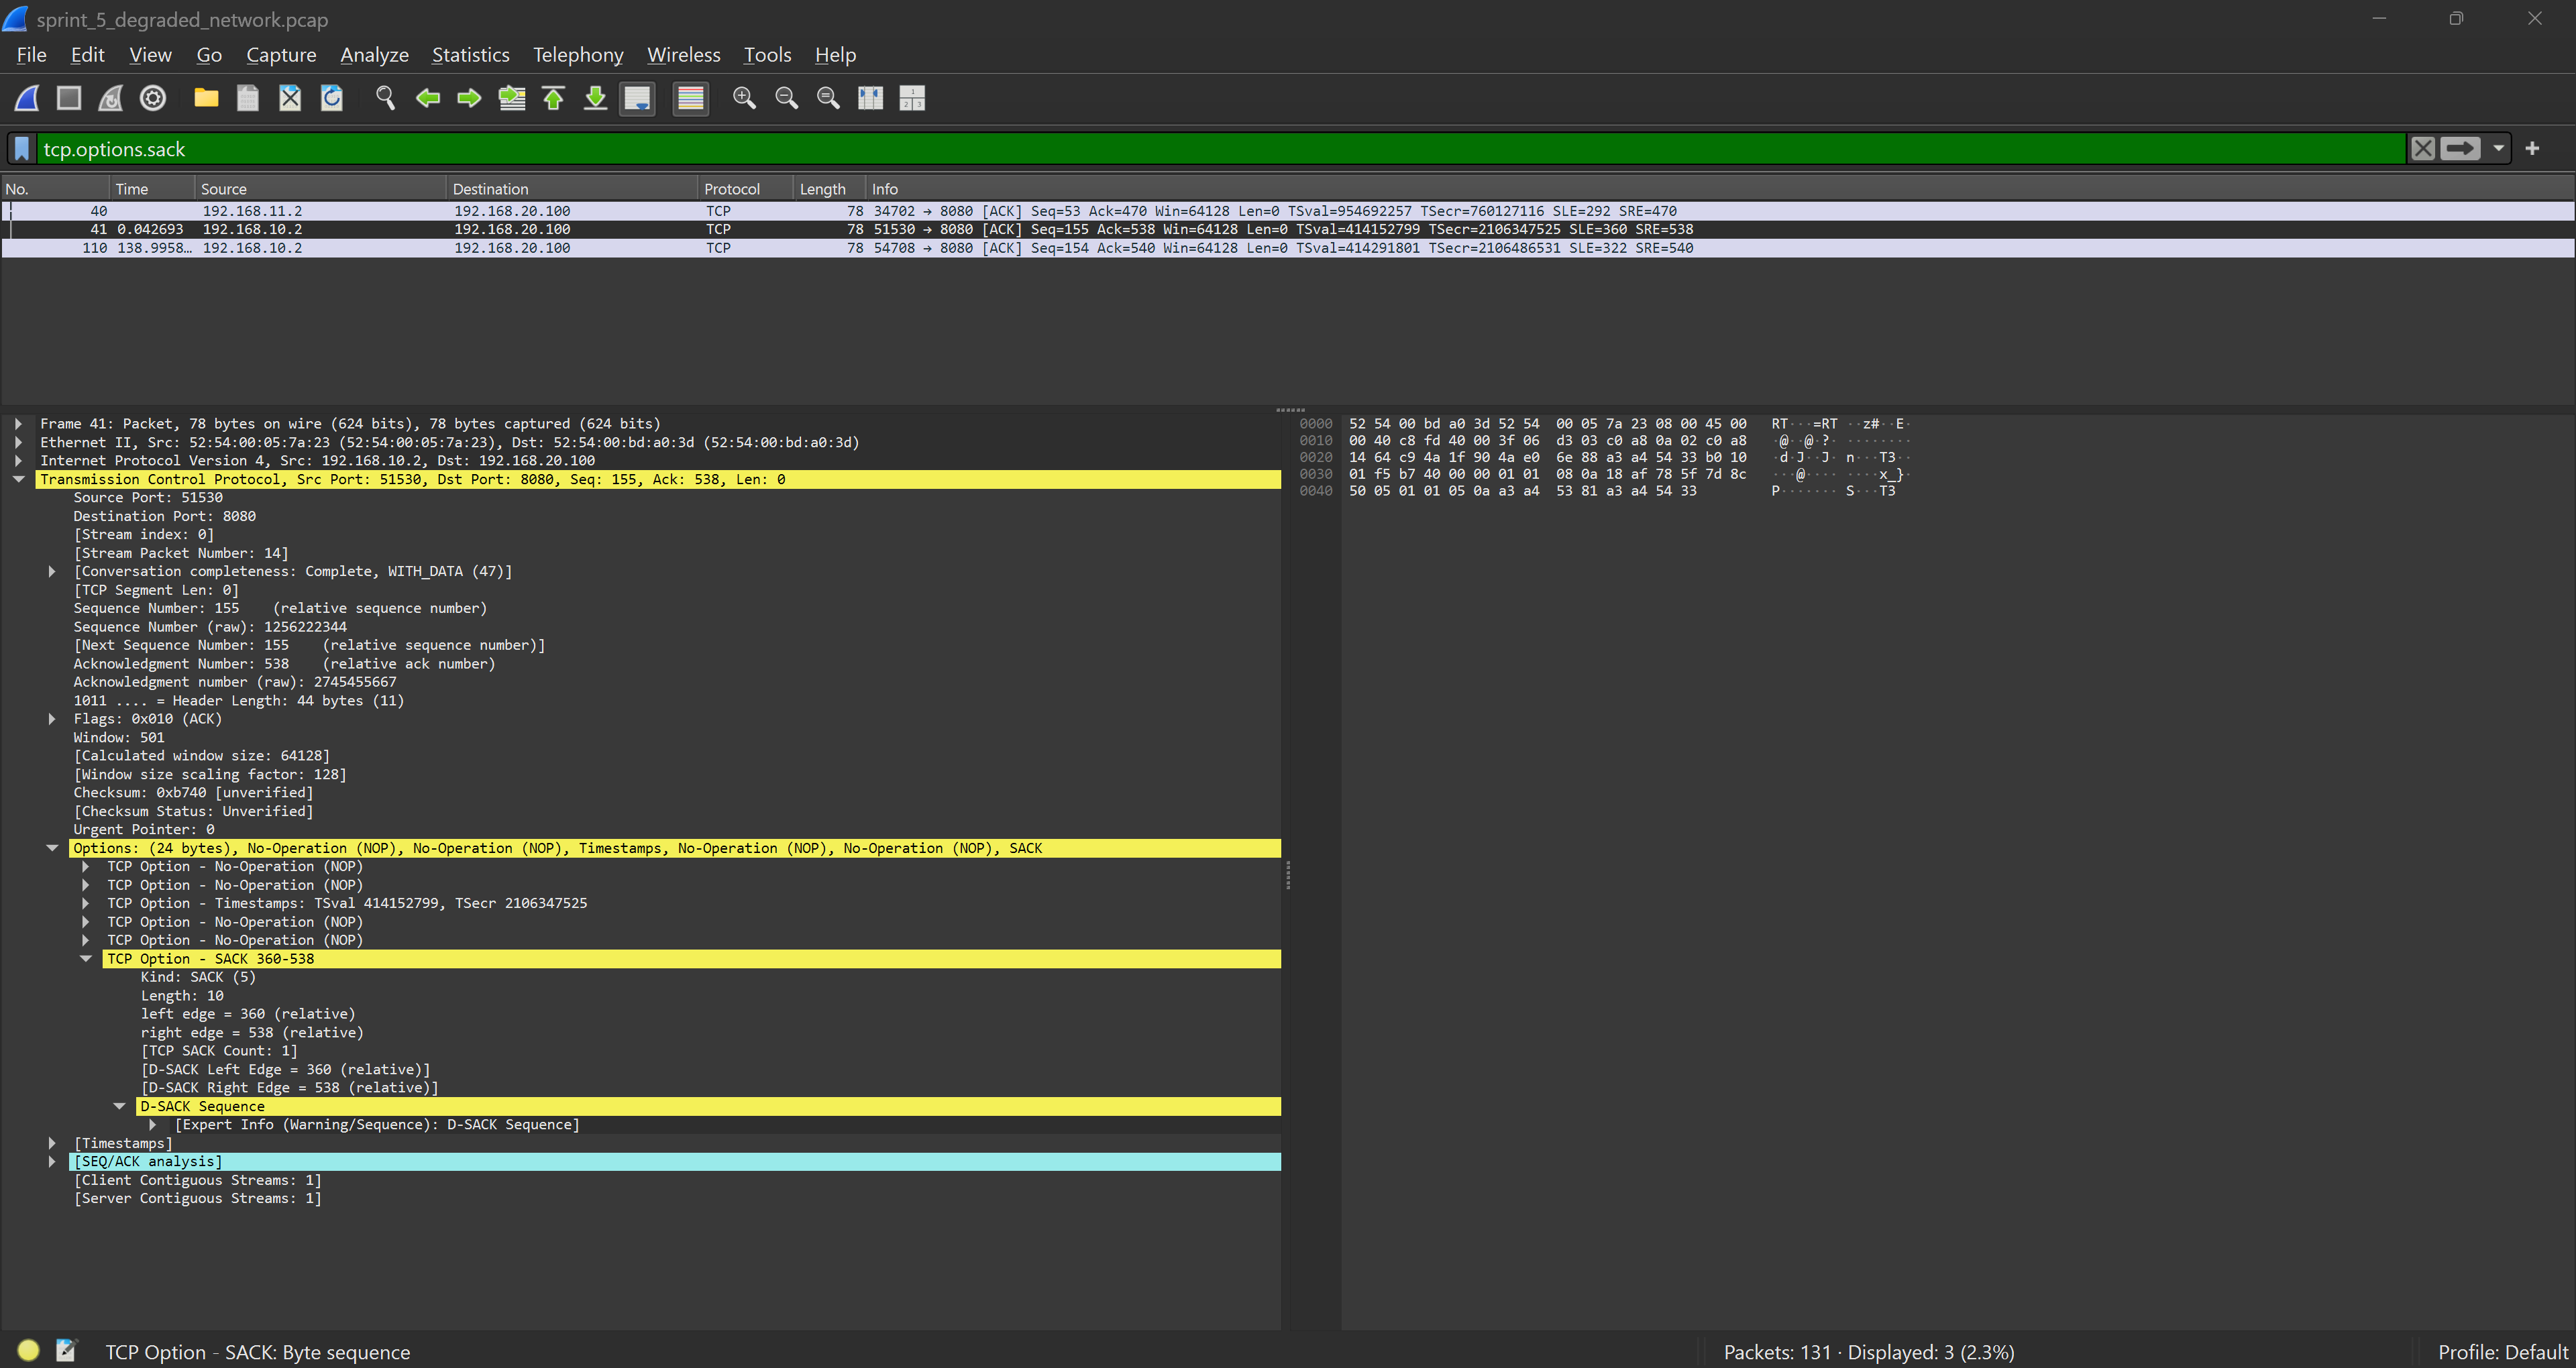 sprint_5_degraded_network.pcap
File Edit View Go Capture Analyze Statistics Telephony Wireless Tools Help
tcp.options.sack
No. Time Source Destination Protocol Length Info
40 192.168.11.2 192.168.20.100 TCP 78 34702 → 8080 [ACK] Seq=53 Ack=470 Win=64128 Len=0 TSval=954692257 TSecr=760127116 SLE=292 SRE=470
41 0.042693 192.168.10.2 192.168.20.100 TCP 78 51530 → 8080 [ACK] Seq=155 Ack=538 Win=64128 Len=0 TSval=414152799 TSecr=2106347525 SLE=360 SRE=538
110 138.9958… 192.168.10.2 192.168.20.100 TCP 78 54708 → 8080 [ACK] Seq=154 Ack=540 Win=64128 Len=0 TSval=414291801 TSecr=2106486531 SLE=322 SRE=540
Frame 41: Packet, 78 bytes on wire (624 bits), 78 bytes captured (624 bits)
Ethernet II, Src: 52:54:00:05:7a:23 (52:54:00:05:7a:23), Dst: 52:54:00:bd:a0:3d (52:54:00:bd:a0:3d)
Internet Protocol Version 4, Src: 192.168.10.2, Dst: 192.168.20.100
Transmission Control Protocol, Src Port: 51530, Dst Port: 8080, Seq: 155, Ack: 538, Len: 0
Source Port: 51530
Destination Port: 8080
[Stream index: 0]
[Stream Packet Number: 14]
[Conversation completeness: Complete, WITH_DATA (47)]
[TCP Segment Len: 0]
Sequence Number: 155 (relative sequence number)
Sequence Number (raw): 1256222344
[Next Sequence Number: 155 (relative sequence number)]
Acknowledgment Number: 538 (relative ack number)
Acknowledgment number (raw): 2745455667
1011 .... = Header Length: 44 bytes (11)
Flags: 0x010 (ACK)
Window: 501
[Calculated window size: 64128]
[Window size scaling factor: 128]
Checksum: 0xb740 [unverified]
[Checksum Status: Unverified]
Urgent Pointer: 0
Options: (24 bytes), No-Operation (NOP), No-Operation (NOP), Timestamps, No-Operation (NOP), No-Operation (NOP), SACK
TCP Option - No-Operation (NOP)
TCP Option - No-Operation (NOP)
TCP Option - Timestamps: TSval 414152799, TSecr 2106347525
TCP Option - No-Operation (NOP)
TCP Option - No-Operation (NOP)
TCP Option - SACK 360-538
Kind: SACK (5)
Length: 10
left edge = 360 (relative)
right edge = 538 (relative)
[TCP SACK Count: 1]
[D-SACK Left Edge = 360 (relative)]
[D-SACK Right Edge = 538 (relative)]
D-SACK Sequence
[Expert Info (Warning/Sequence): D-SACK Sequence]
[Timestamps]
[SEQ/ACK analysis]
[Client Contiguous Streams: 1]
[Server Contiguous Streams: 1]
0000 52 54 00 bd a0 3d 52 54 00 05 7a 23 08 00 45 00 RT···=RT ··z#··E·
0010 00 40 c8 fd 40 00 3f 06 d3 03 c0 a8 0a 02 c0 a8 ·@··@·?· ········
0020 14 64 c9 4a 1f 90 4a e0 6e 88 a3 a4 54 33 b0 10 ·d·J··J· n···T3··
0030 01 f5 b7 40 00 00 01 01 08 0a 18 af 78 5f 7d 8c ···@···· ····x_}·
0040 50 05 01 01 05 0a a3 a4 53 81 a3 a4 54 33 P······· S···T3
TCP Option - SACK: Byte sequence
Packets: 131 · Displayed: 3 (2.3%)
Profile: Default